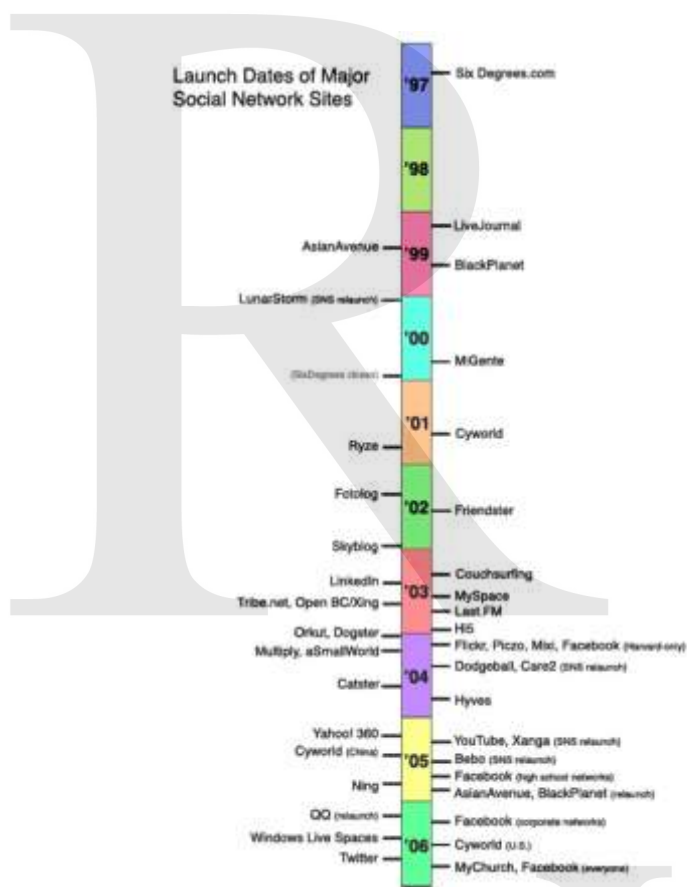 Launch Dates of Major
Social Network Sites
'97
Six Degrees.com
'98
'99
LiveJournal
AsianAvenue
BlackPlanet
LunarStorm (SNS relaunch)
'00
MiGente
(SixDegrees closes)
'01
Cyworld
Ryze
Fotolog
'02
Friendster
Skyblog
Couchsurfing
LinkedIn
'03
MySpace
Tribe.net, Open BC/Xing
Last.FM
Hi5
Orkut, Dogster
Flickr, Piczo, Mixi, Facebook (Harvard-only)
Multiply, aSmallWorld
Dodgeball, Care2 (SNS relaunch)
'04
Catster
Hyves
Yahoo! 360
YouTube, Xanga (SNS relaunch)
Cyworld (China)
'05
Bebo (SNS relaunch)
Facebook (high school networks)
Ning
AsianAvenue, BlackPlanet (relaunch)
QQ (relaunch)
Facebook (corporate networks)
Windows Live Spaces
'06
Cyworld (U.S.)
Twitter
MyChurch, Facebook (everyone)
R